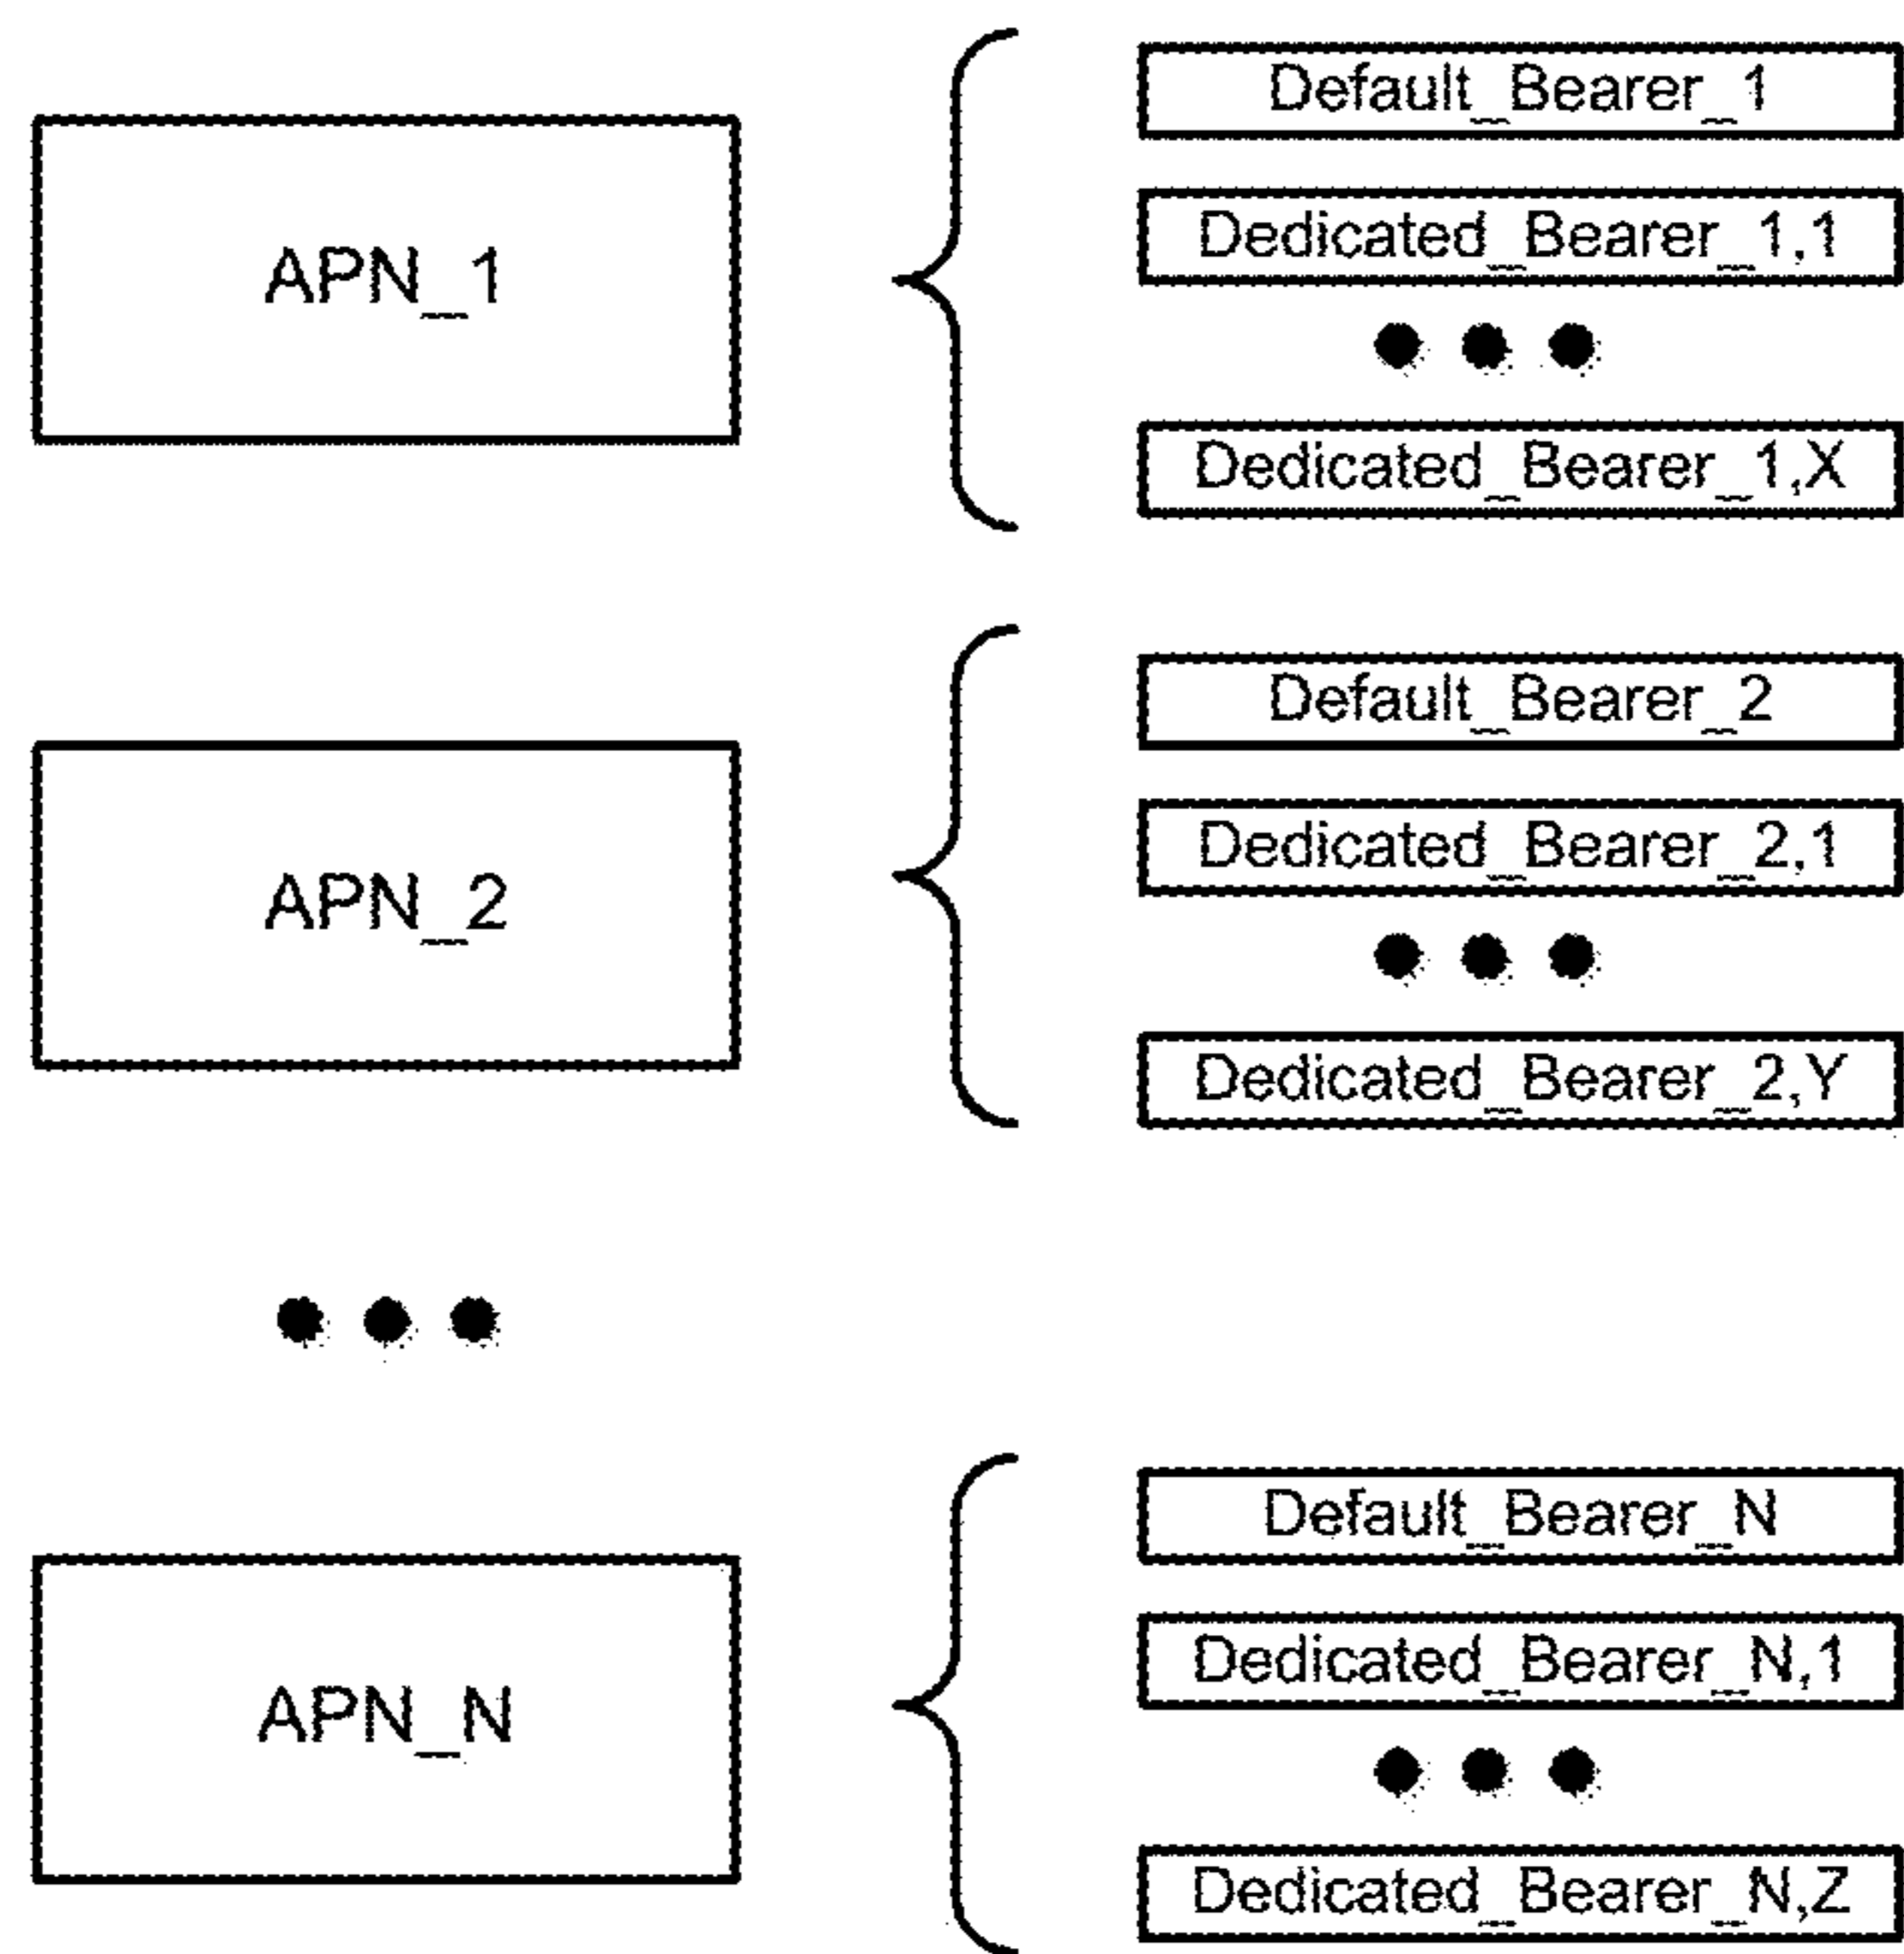 APN_1
Default_Bearer_1
Dedicated_Bearer_1,1
Dedicated_Bearer_1,X
APN_2
Default_Bearer_2
Dedicated_Bearer_2,1
Dedicated_Bearer_2,Y
APN_N
Default_Bearer_N
Dedicated_Bearer_N,1
Dedicated_Bearer_N,Z